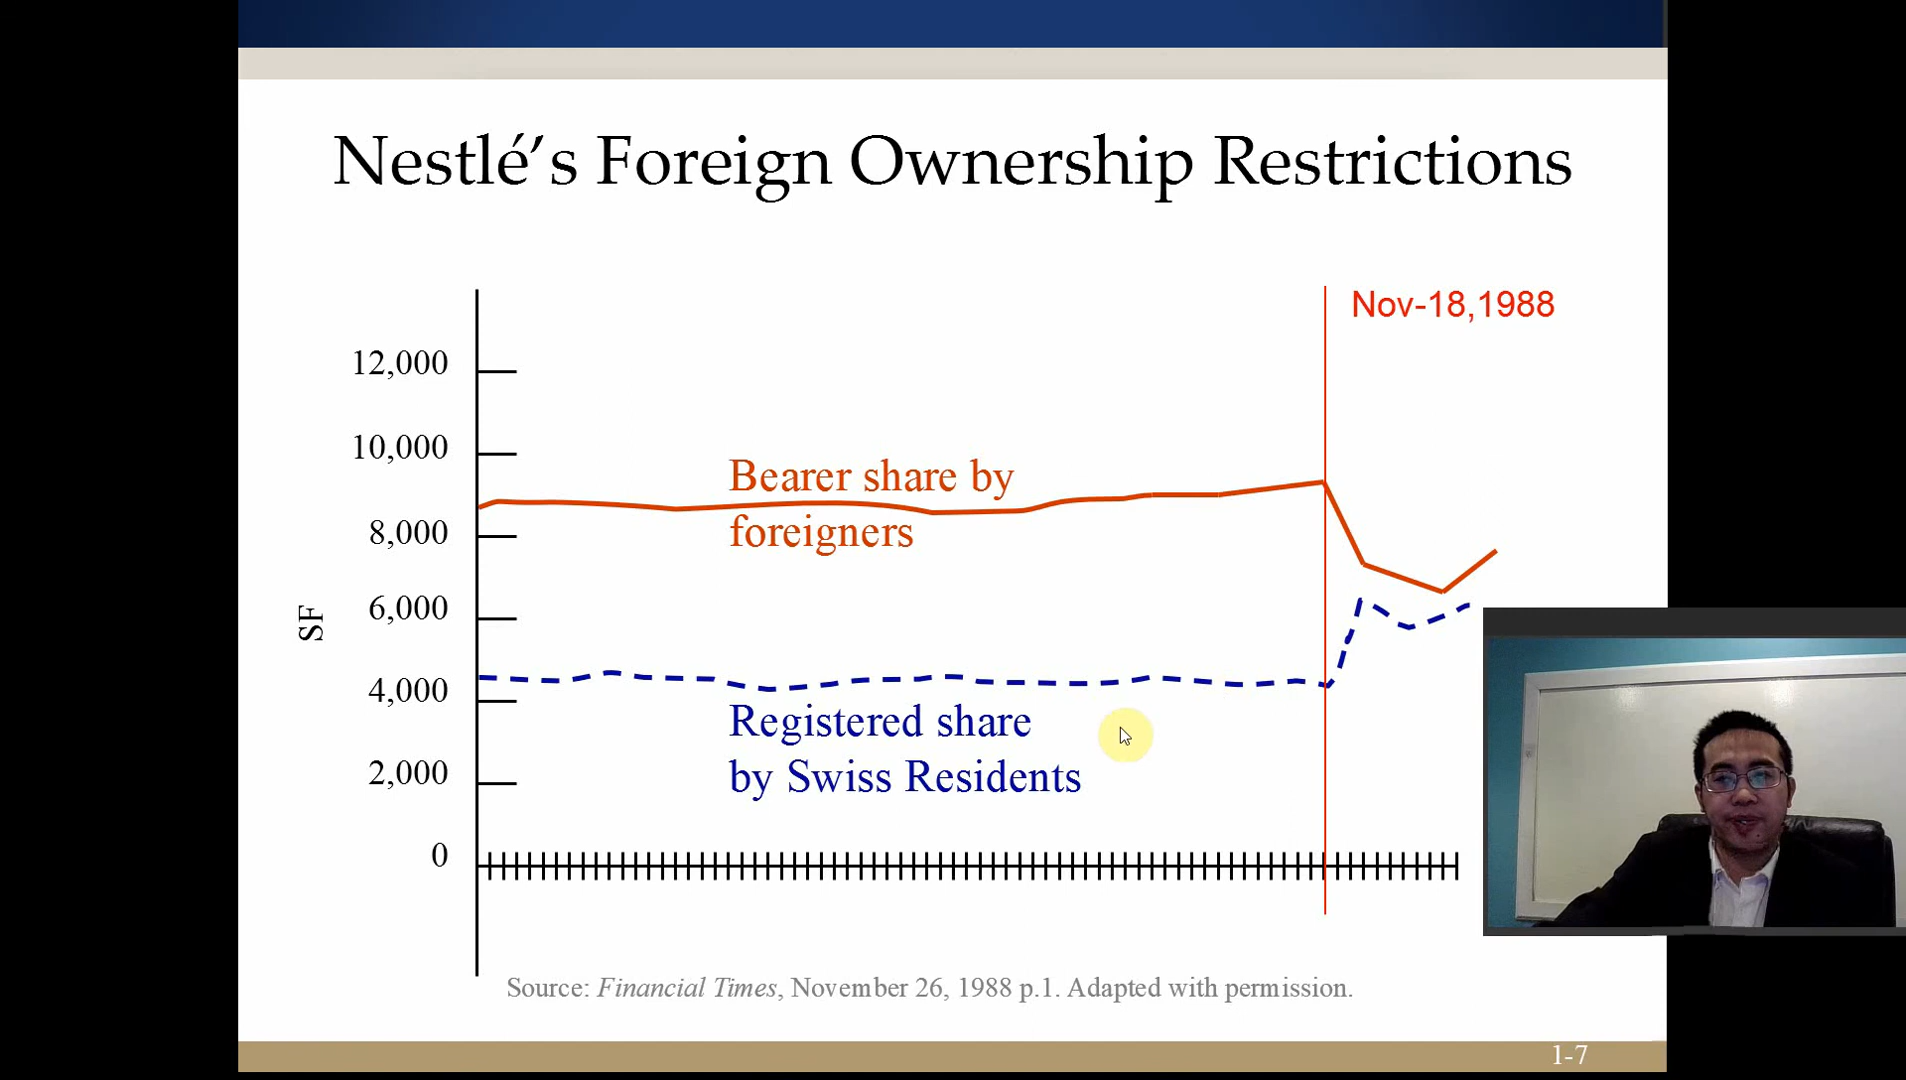 Nestlé’s Foreign Ownership Restrictions
Nov-18,1988
12,000
10,000
8,000
6,000
4,000
2,000
0
SF
Bearer share by
foreigners
Registered share
by Swiss Residents
Source: Financial Times, November 26, 1988 p.1. Adapted with permission.
1-7